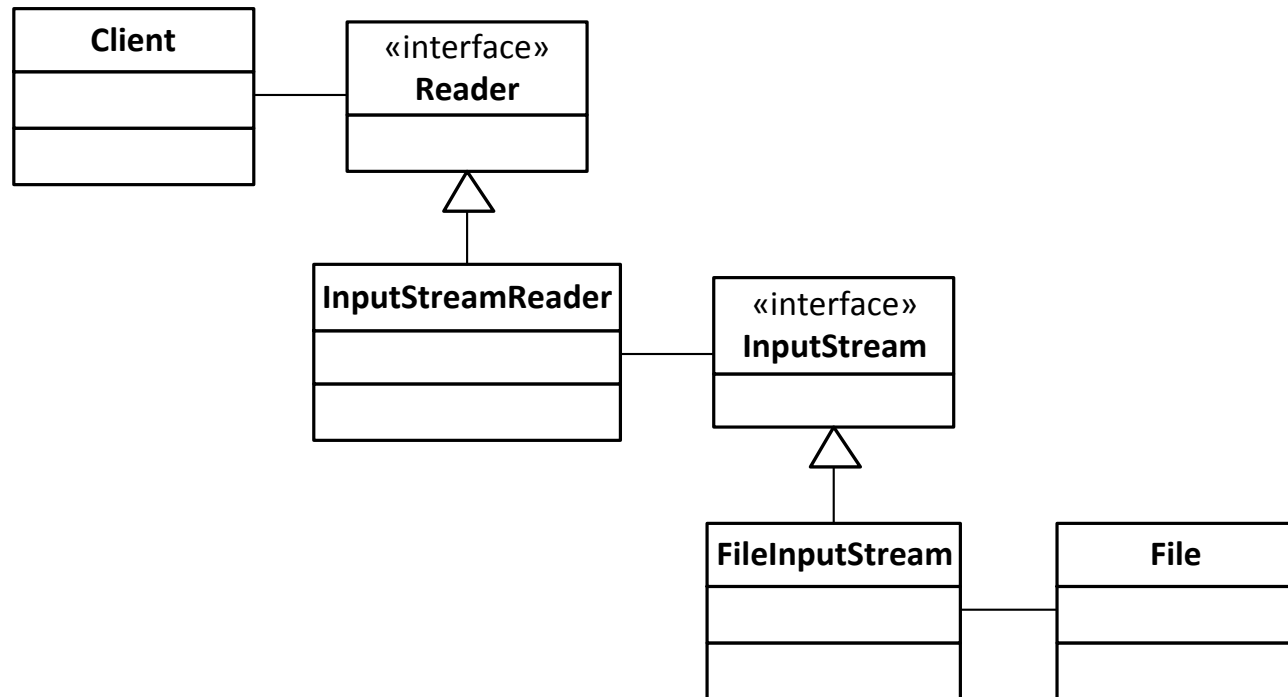 Client
«interface»
Reader
InputStreamReader
«interface»
InputStream
FileInputStream
File